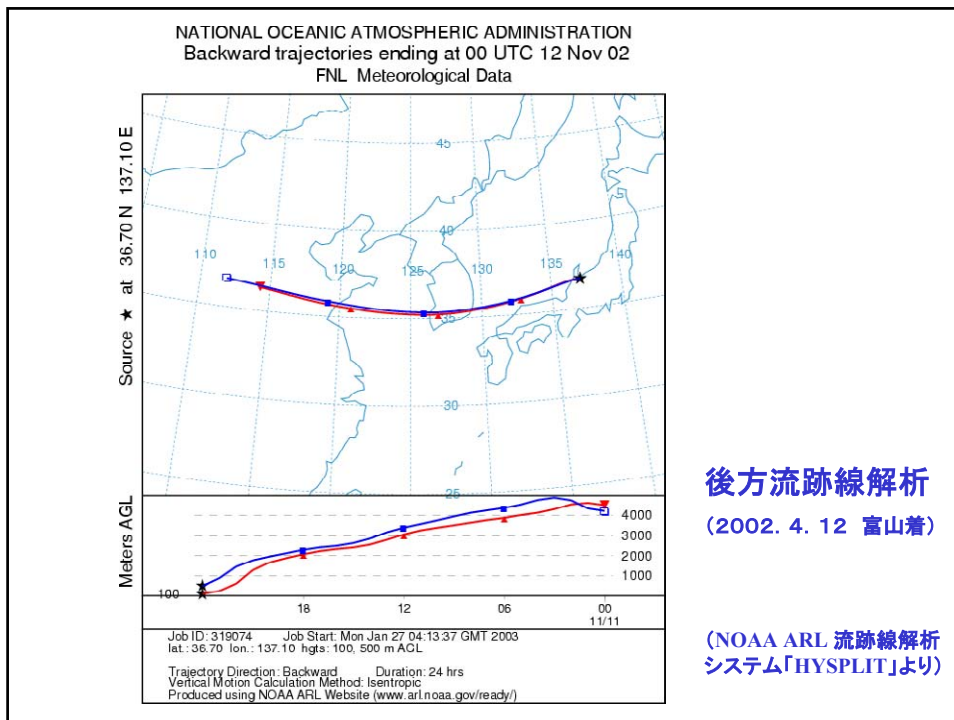 NATIONAL OCEANIC ATMOSPHERIC ADMINISTRATION
Backward trajectories ending at 00 UTC 12 Nov 02
FNL Meteorological Data
Source ★ at 36.70 N 137.10 E
45
40
110
115
120
125
130
135
140
35
30
25
Meters AGL
4000
3000
2000
1000
100
18
12
06
00
11/11
Job ID: 319074 Job Start: Mon Jan 27 04:13:37 GMT 2003
lat.: 36.70 lon.: 137.10 hgts: 100, 500 m AGL
Trajectory Direction: Backward Duration: 24 hrs
Vertical Motion Calculation Method: Isentropic
Produced using NOAA ARL Website (www.arl.noaa.gov/ready/)
後方流跡線解析
(2002. 4. 12 富山着)
(NOAA ARL 流跡線解析
システム「HYSPLIT」より)